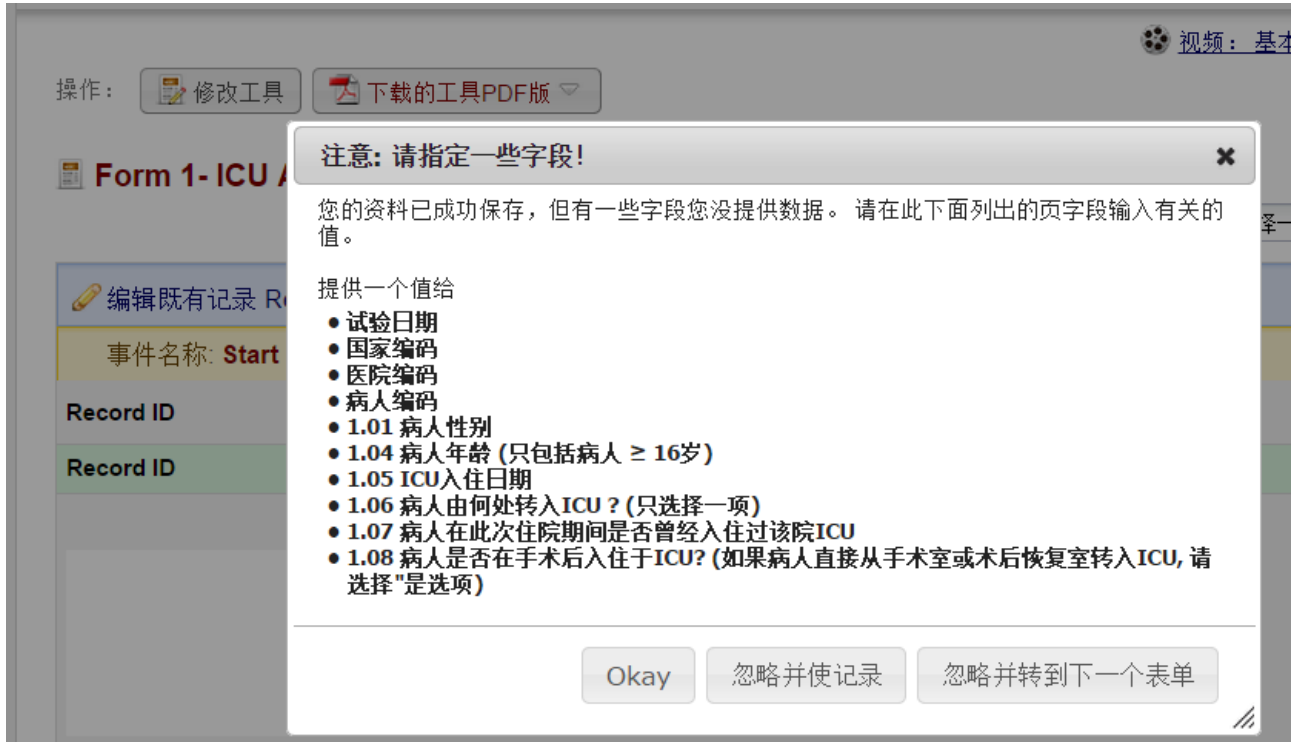 视频： 基本
操作：
修改工具
下载的工具PDF版
注意: 请指定一些字段!
Form 1- ICU A
您的资料已成功保存，但有一些字段您没提供数据。 请在此下面列出的页字段输入有关的
值。
择一
提供一个值给
编辑既有记录 Re
• 试验日期
• 国家编码
事件名称: Start
• 医院编码
• 病人编码
Record ID
• 1.01 病人性别
• 1.04 病人年龄 (只包括病人 ≥ 16岁)
Record ID
• 1.05 ICU入住日期
• 1.06 病人由何处转入ICU ? (只选择一项)
• 1.07 病人在此次住院期间是否曾经入住过该院ICU
• 1.08 病人是否在手术后入住于ICU? (如果病人直接从手术室或术后恢复室转入ICU, 请
选择"是选项)
Okay
忽略并使记录
忽略并转到下一个表单